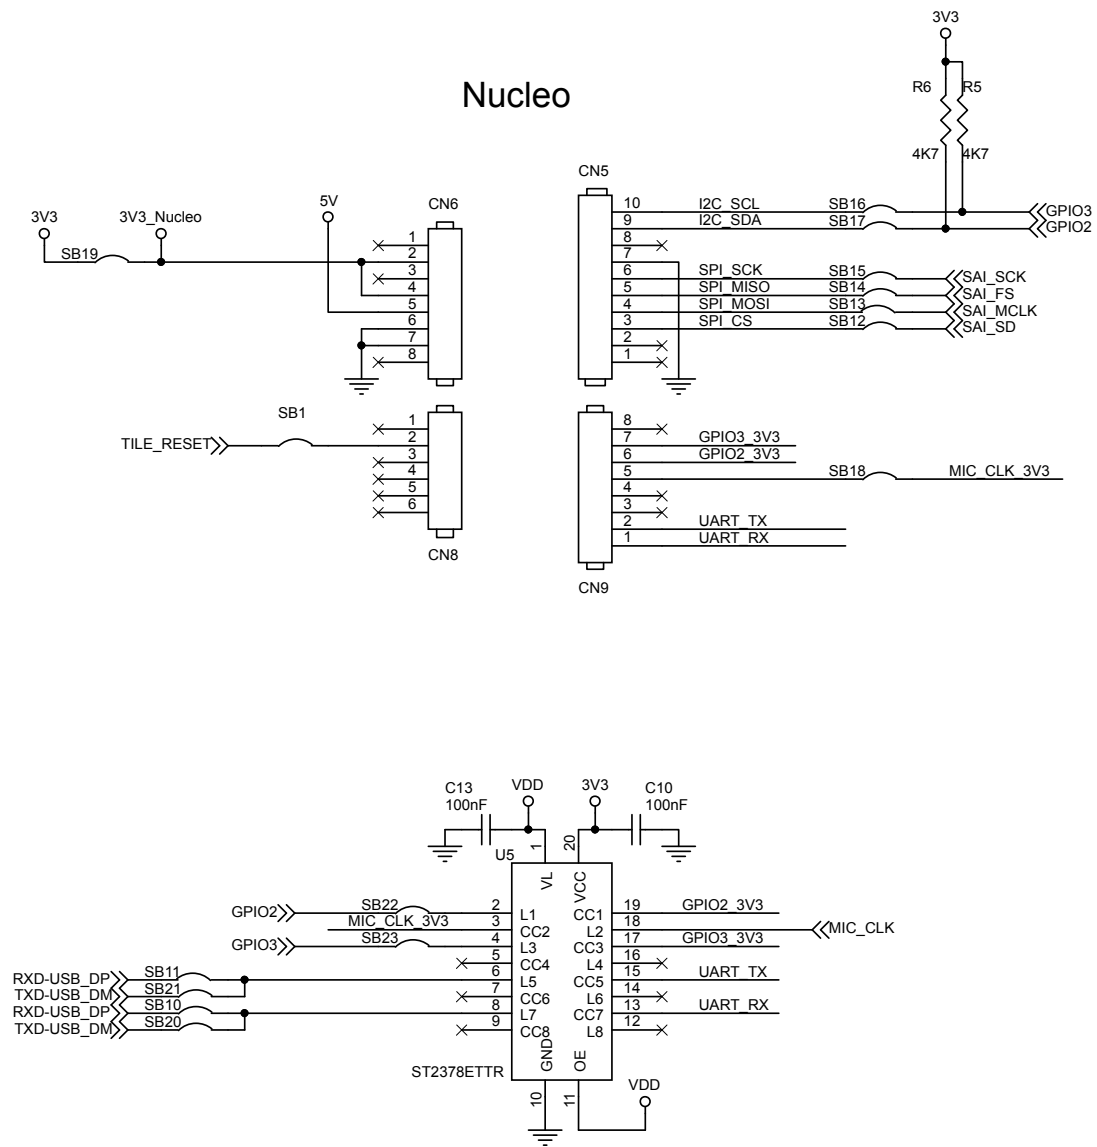 3V3
R6 R5
Nucleo
4K7 4K7
CN5
5V CN6
3V3 3V3_Nucleo
10 I2C_SCL SB16 GPIO3
9 I2C_SDA SB17 GPIO2
1 8
SB19 2 7
3 6 SPI_SCK SB15 SAI_SCK
4 5 SPI_MISO SB14 SAI_FS
5 4 SPI_MOSI SB13 SAI_MCLK
6 3 SPI_CS SB12 SAI_SD
7 2
8 1
SB1
1 8
TILE_RESET 2 7 GPIO3_3V3
3 6 GPIO2_3V3
4 5 SB18 MIC_CLK_3V3
5 4
6 3
2 UART_TX
1 UART_RX
CN8
CN9
C13 VDD 3V3 C10
100nF 100nF
1 20
U5
VL VCC
GPIO2 SB22 2 L1 CC1 19 GPIO2_3V3
MIC_CLK_3V3 3 CC2 L2 18 MIC_CLK
GPIO3 SB23 4 L3 CC3 17 GPIO3_3V3
5 CC4 L4 16
RXD-USB_DP SB11 6 L5 CC5 15 UART_TX
TXD-USB_DM SB21 7 CC6 L6 14
RXD-USB_DP SB10 8 L7 CC7 13 UART_RX
TXD-USB_DM SB20 9 CC8 L8 12
GND OE
ST2378ETTR
VDD
10 11